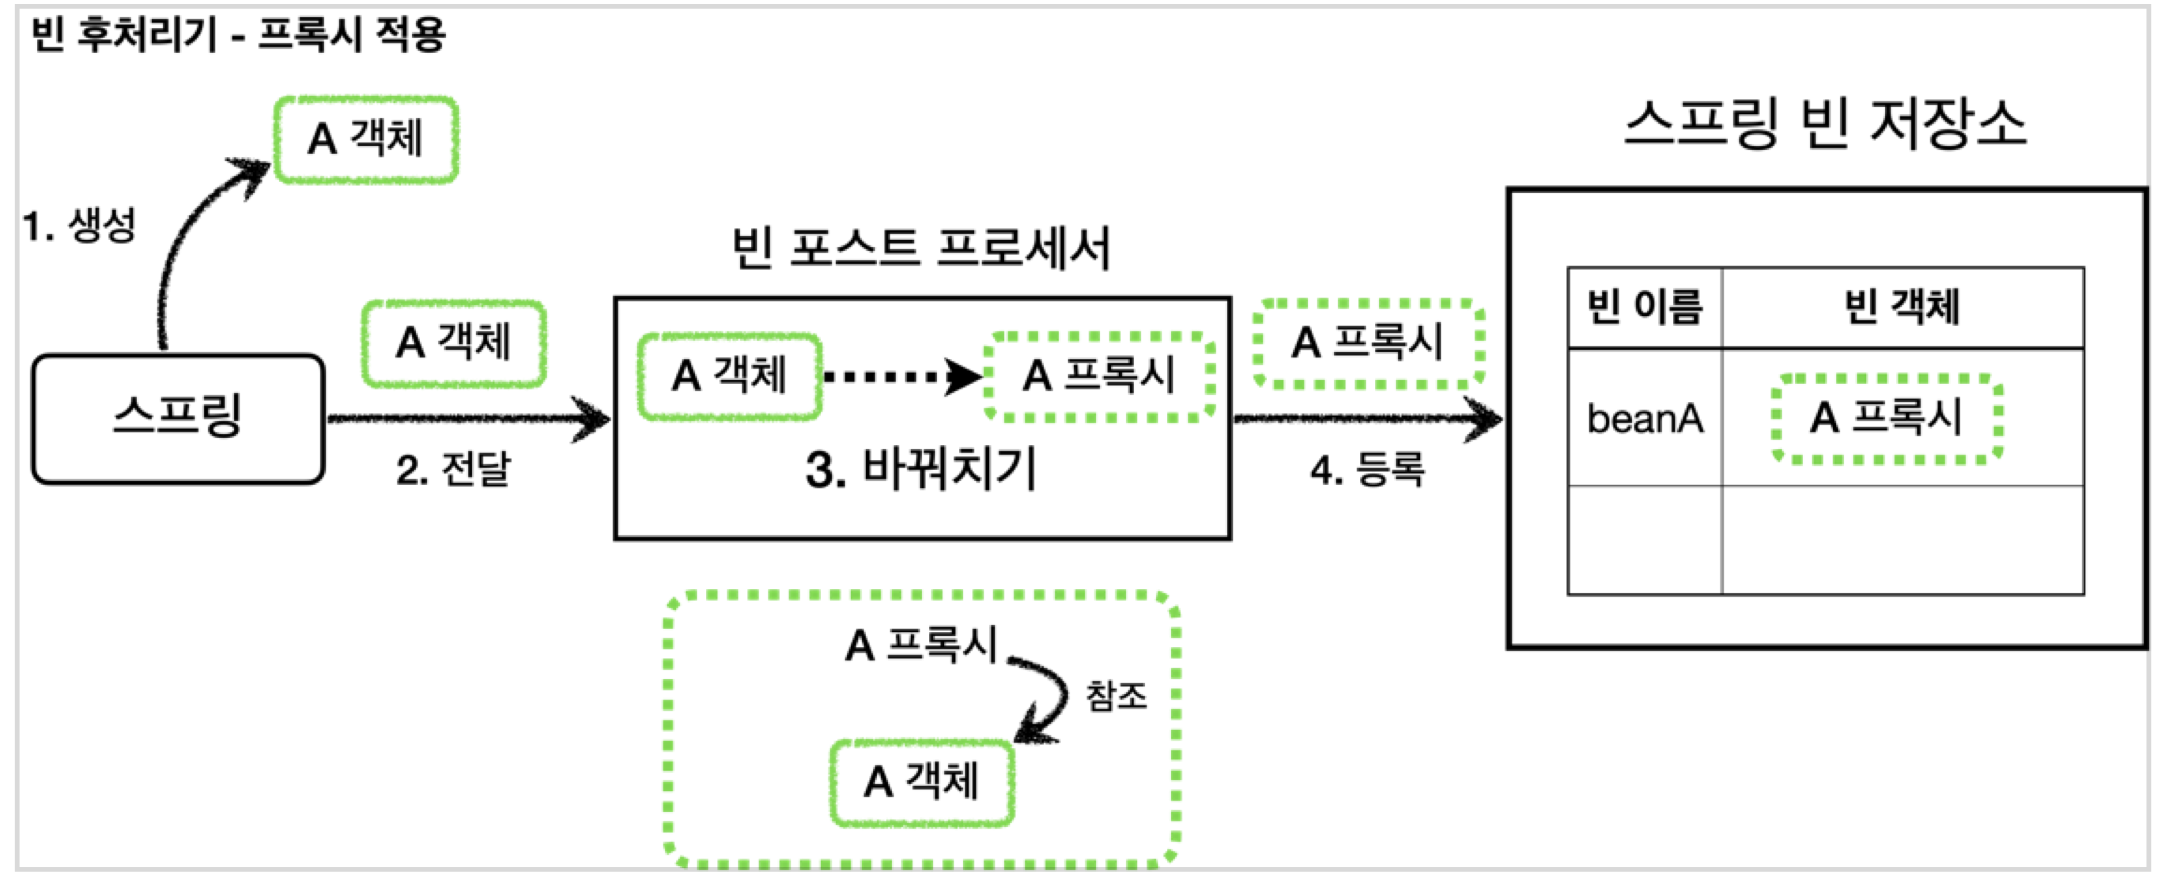 빈 후처리기 - 프록시 적용
A 객체
1. 생성
스프링
A 객체
2. 전달
빈 포스트 프로세서
A 객체
A 프록시
3. 바꿔치기
A 프록시
4. 등록
스프링 빈 저장소
빈 이름 빈 객체
beanA A 프록시
A 프록시
참조
A 객체